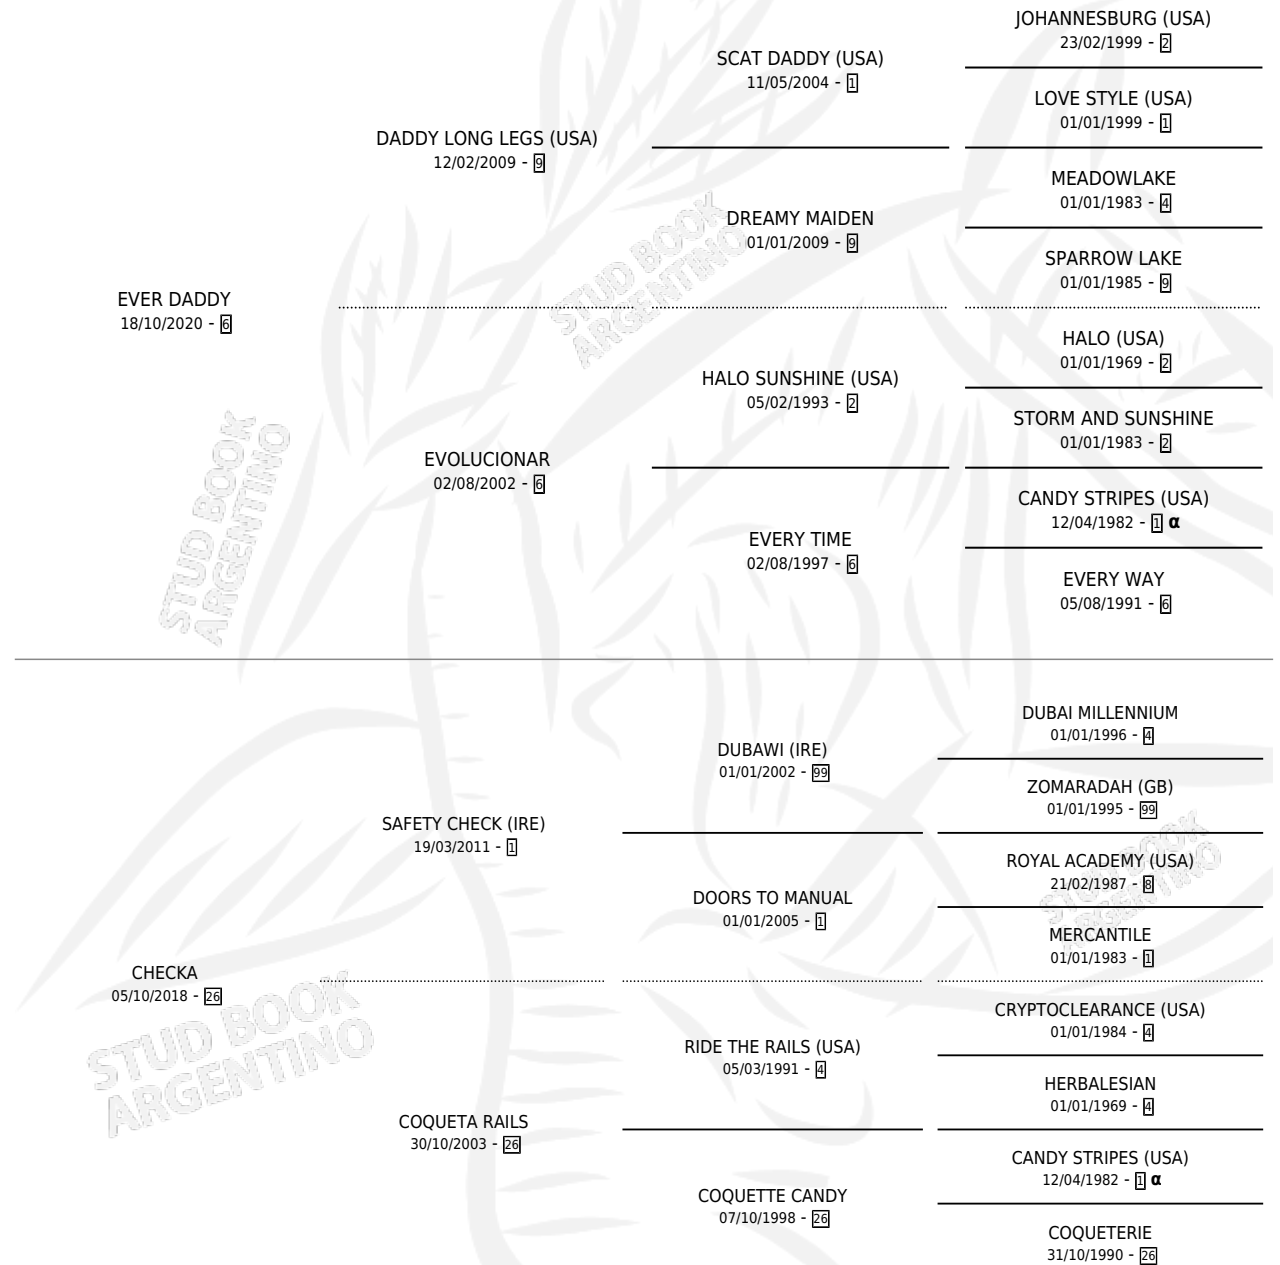 JOHANNESBURG (USA)
23/02/1999 - 2
SCAT DADDY (USA)
11/05/2004 - 1
LOVE STYLE (USA)
01/01/1999 - 1
DADDY LONG LEGS (USA)
12/02/2009 - 9
MEADOWLAKE
01/01/1983 - 4
DREAMY MAIDEN
01/01/2009 - 9
SPARROW LAKE
01/01/1985 - 9
EVER DADDY
18/10/2020 - 6
HALO (USA)
01/01/1969 - 2
HALO SUNSHINE (USA)
05/02/1993 - 2
STORM AND SUNSHINE
01/01/1983 - 2
EVOLUCIONAR
02/08/2002 - 6
CANDY STRIPES (USA)
12/04/1982 - 1 α
EVERY TIME
02/08/1997 - 6
EVERY WAY
05/08/1991 - 6
DUBAI MILLENNIUM
01/01/1996 - 4
DUBAWI (IRE)
01/01/2002 - 99
ZOMARADAH (GB)
01/01/1995 - 99
SAFETY CHECK (IRE)
19/03/2011 - 1
ROYAL ACADEMY (USA)
21/02/1987 - 8
DOORS TO MANUAL
01/01/2005 - 1
MERCANTILE
01/01/1983 - 1
CHECKA
05/10/2018 - 26
CRYPTOCLEARANCE (USA)
01/01/1984 - 4
RIDE THE RAILS (USA)
05/03/1991 - 4
HERBALESIAN
01/01/1969 - 4
COQUETA RAILS
30/10/2003 - 26
CANDY STRIPES (USA)
12/04/1982 - 1 α
COQUETTE CANDY
07/10/1998 - 26
COQUETERIE
31/10/1990 - 26
STUD BOOK
ARGENTINO
STUD BOOK
ARGENTINO
STUD BOOK
ARGENTINO
STUD BOOK
ARGENTINO